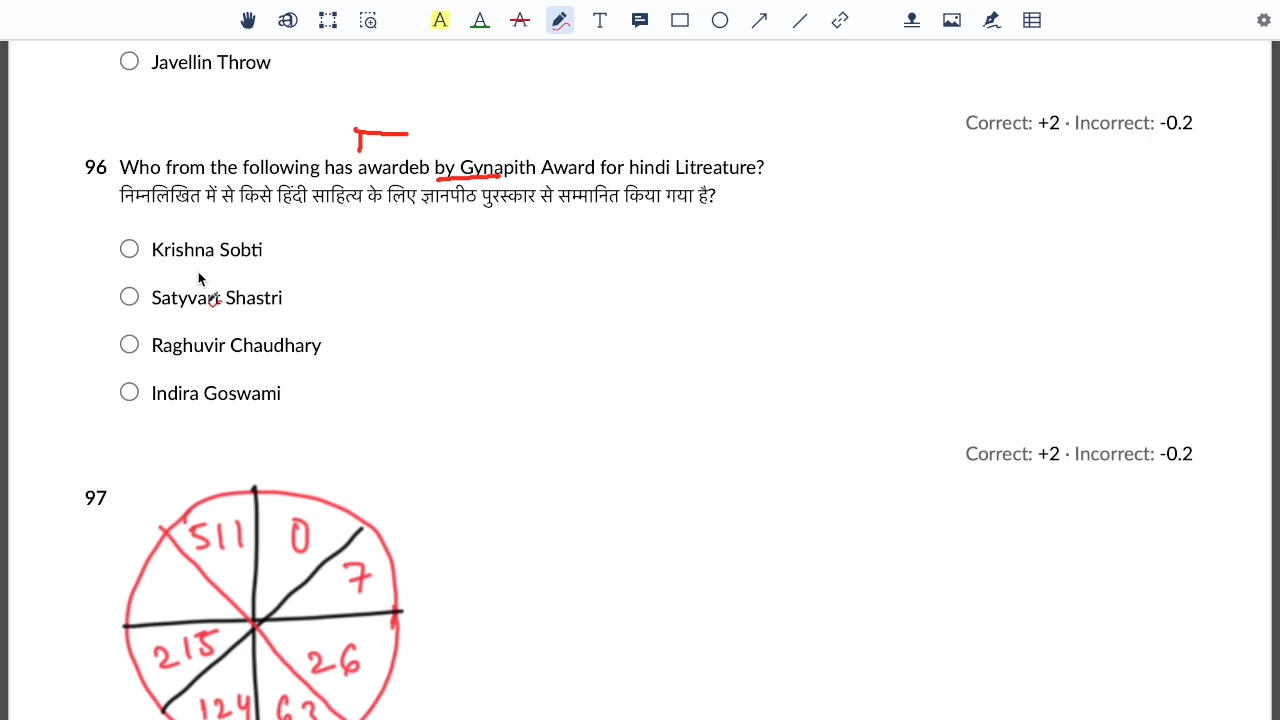 Javellin Throw
Correct: +2 · Incorrect: -0.2
96 Who from the following has awardeb by Gynapith Award for hindi Litreature?
निम्नलिखित में से किसे हिंदी साहित्य के लिए ज्ञानपीठ पुरस्कार से सम्मानित किया गया है?
Krishna Sobti
Satyvart Shastri
Raghuvir Chaudhary
Indira Goswami
Correct: +2 · Incorrect: -0.2
97
511 0
7
215 26
124 63